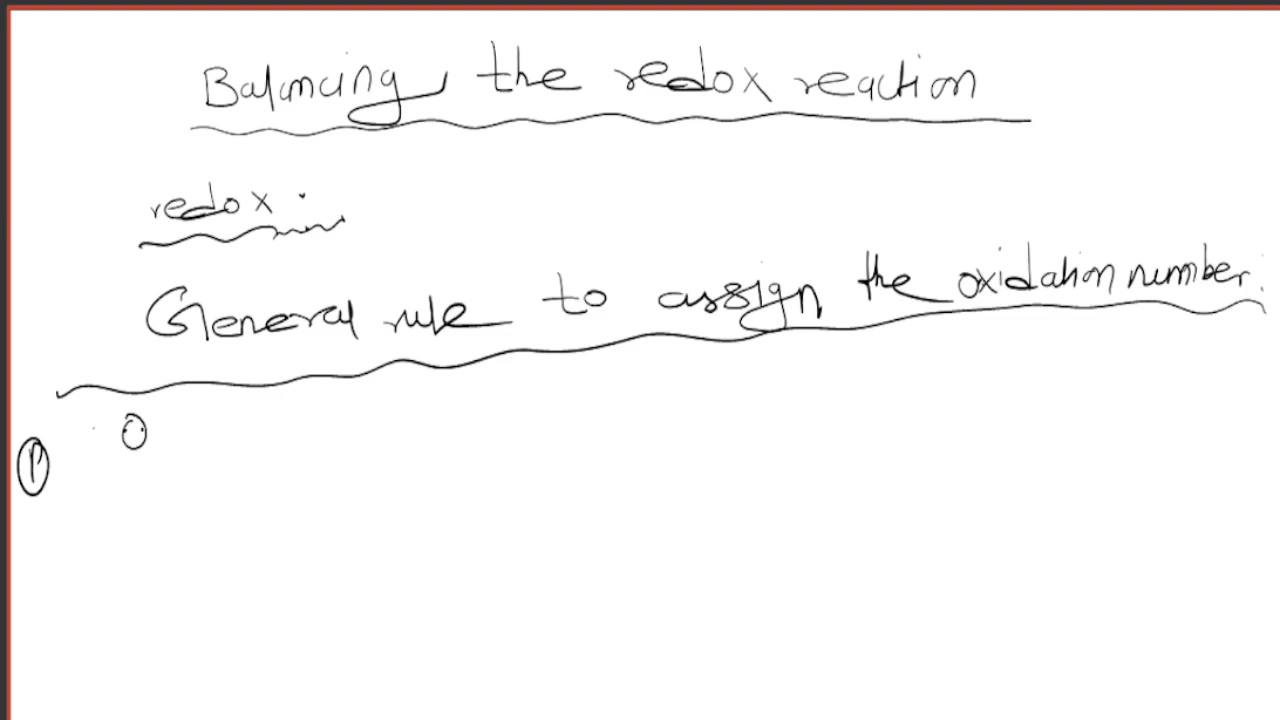 Balancing the redox reaction
redox.
General rule to assign the oxidation number.
① O